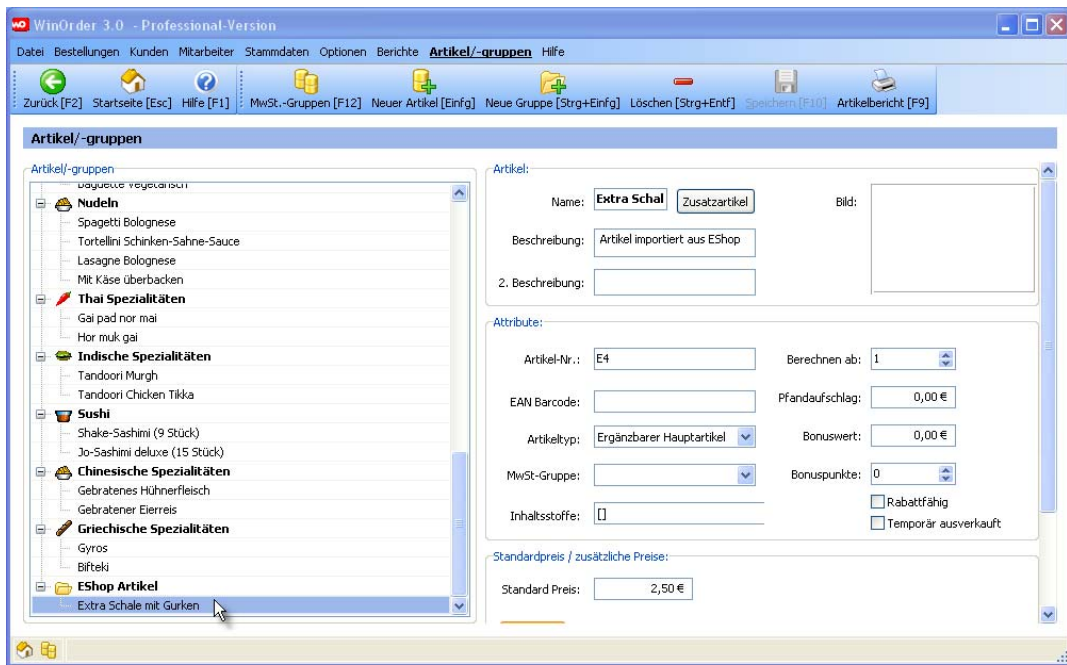 WinOrder 3.0 - Professional-Version
Datei Bestellungen Kunden Mitarbeiter Stammdaten Optionen Berichte Artikel/-gruppen Hilfe
Zurück [F2] Startseite [Esc] Hilfe [F1] MwSt.-Gruppen [F12] Neuer Artikel [Einfg] Neue Gruppe [Strg+Einfg] Löschen [Strg+Entf] Speichern [F10] Artikelbericht [F9]
Artikel/-gruppen
Artikel/-gruppen
Baguette Vegetarisch
Nudeln
Spagetti Bolognese
Tortellini Schinken-Sahne-Sauce
Lasagne Bolognese
Mit Käse überbacken
Thai Spezialitäten
Gai pad nor mai
Hor muk gai
Indische Spezialitäten
Tandoori Murgh
Tandoori Chicken Tikka
Sushi
Shake-Sashimi (9 Stück)
Jo-Sashimi deluxe (15 Stück)
Chinesische Spezialitäten
Gebratenes Hühnerfleisch
Gebratener Eierreis
Griechische Spezialitäten
Gyros
Bifteki
EShop Artikel
Extra Schale mit Gurken
Artikel:
Name: Extra Schal Zusatzartikel Bild:
Beschreibung: Artikel importiert aus EShop
2. Beschreibung:
Attribute:
Artikel-Nr.: E4 Berechnen ab: 1
EAN Barcode: Pfandaufschlag: 0,00 €
Artikeltyp: Ergänzbarer Hauptartikel Bonuswert: 0,00 €
MwSt-Gruppe: Bonuspunkte: 0
Inhaltsstoffe: [] Rabattfähig
Temporär ausverkauft
Standardpreis / zusätzliche Preise:
Standard Preis: 2,50 €